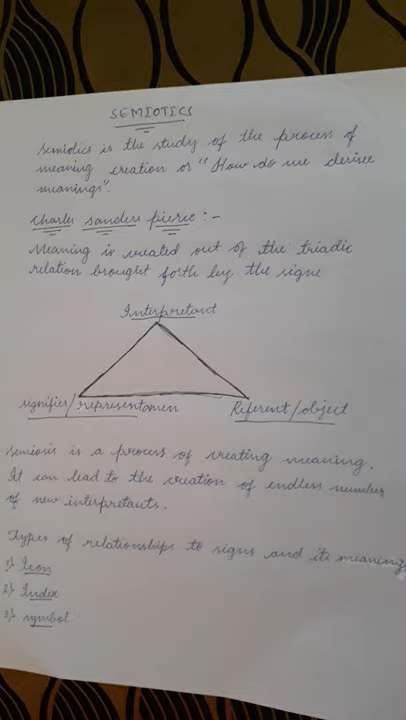 SEMIOTICS
Semiotics is the study of the process of
meaning creation or "How do we derive
meanings".
Charles sanders pierce:-
Meaning is created out of the triadic
relation brought forth by the signs
Interpretant
signifier/representamen
Referent/object
Semiosis is a process of creating meaning.
It can lead to the creation of endless number
of new interpretants.
Types of relationships to signs and its meaning
1) Icon
2) Index
3) symbol